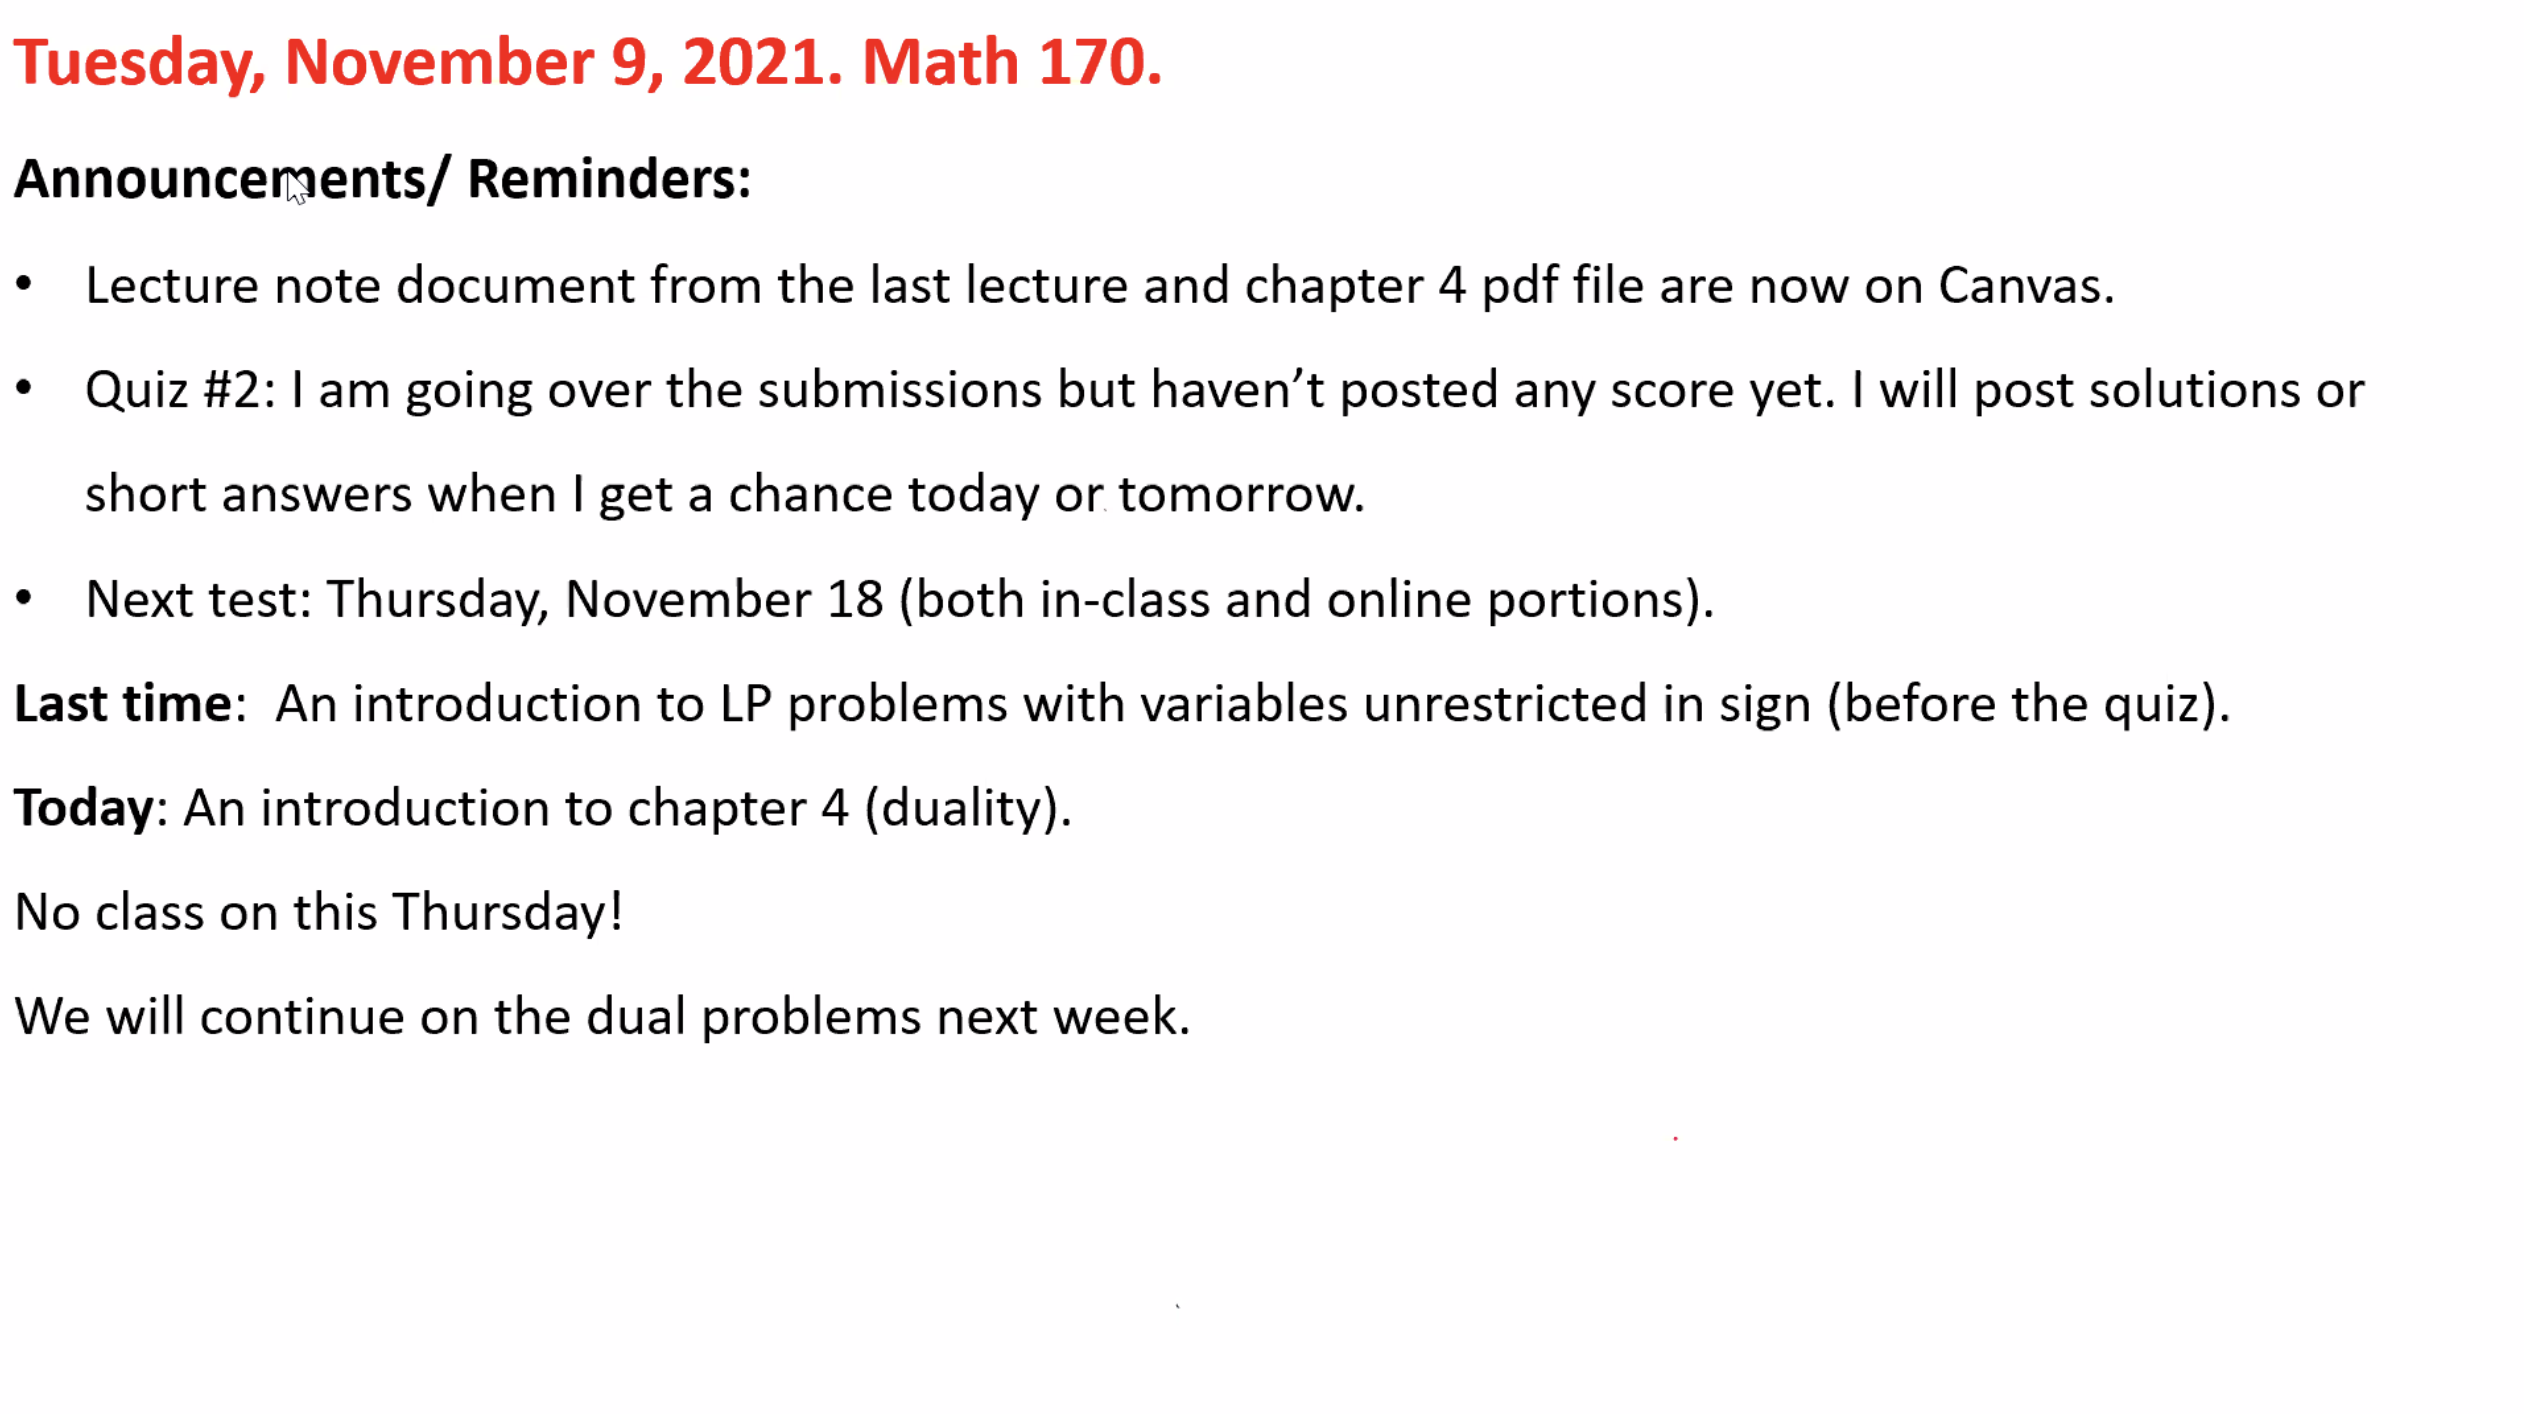 Tuesday, November 9, 2021. Math 170.
Announcements/ Reminders:
• Lecture note document from the last lecture and chapter 4 pdf file are now on Canvas.
• Quiz #2: I am going over the submissions but haven’t posted any score yet. I will post solutions or
short answers when I get a chance today or tomorrow.
• Next test: Thursday, November 18 (both in-class and online portions).
Last time: An introduction to LP problems with variables unrestricted in sign (before the quiz).
Today: An introduction to chapter 4 (duality).
No class on this Thursday!
We will continue on the dual problems next week.